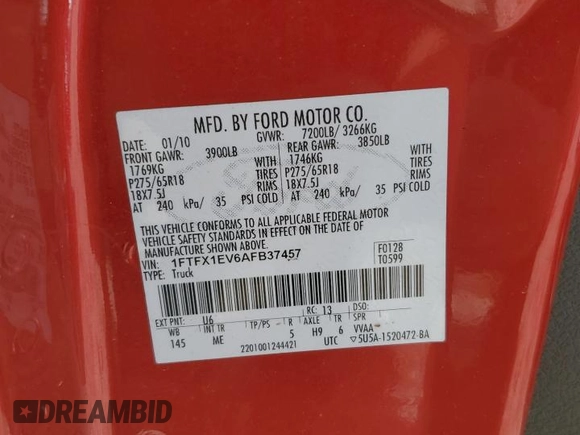 MFD. BY FORD MOTOR CO.
01/10 GVWR: 7200LB/ 3266KG
FRONT GAWR: 3900LB REAR GAWR: 3850LB
1769KG WITH 1746KG WITH
P275/65R18 TIRES P275/65R18 TIRES
18X7.5J RIMS 18X7.5J RIMS
AT 240 kPa/ 35 PSI COLD AT 240 kPa/ 35 PSI COLD
THIS VEHICLE CONFORMS TO ALL APPLICABLE FEDERAL MOTOR
VEHICLE SAFETY STANDARDS IN EFFECT ON THE DATE OF
MANUFACTURE SHOWN ABOVE.
VIN: 1FTFX1EV6AFB37457 F0128
TYPE: Truck T0599
EXT PNT: U6 RC: 13 DSO:
WB INT TR TP/PS R AXLE TR SPR
145 ME 5 H9 6 VVAA
2201001244421 UTC ▽5U5A-1520472-BA
DREAMBID